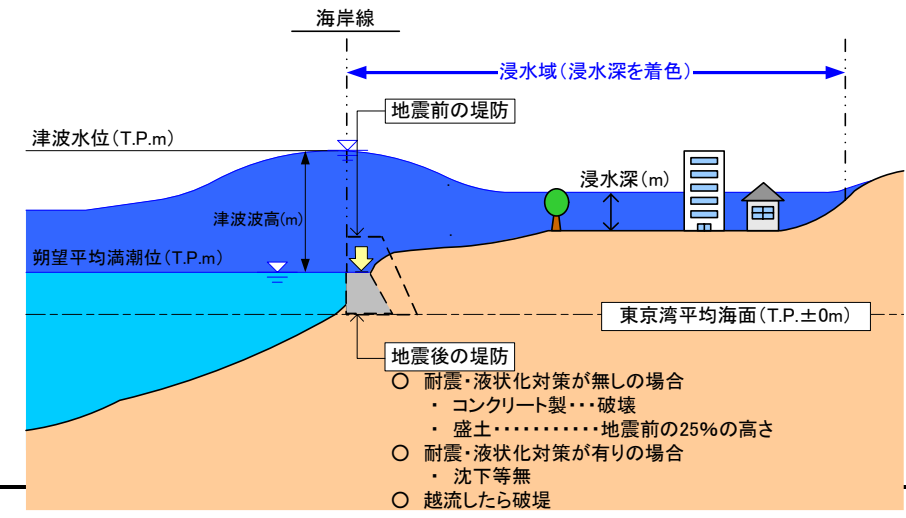 海岸線
浸水域(浸水深を着色)
地震前の堤防
津波水位(T.P.m)
浸水深(m)
津波波高(m)
朔望平均満潮位(T.P.m)
東京湾平均海面(T.P.±0m)
地震後の堤防
○ 耐震・液状化対策が無しの場合
・ コンクリート製・・・破壊
・ 盛土・・・・・・・・・・・地震前の25%の高さ
○ 耐震・液状化対策が有りの場合
・ 沈下等無
○ 越流したら破堤